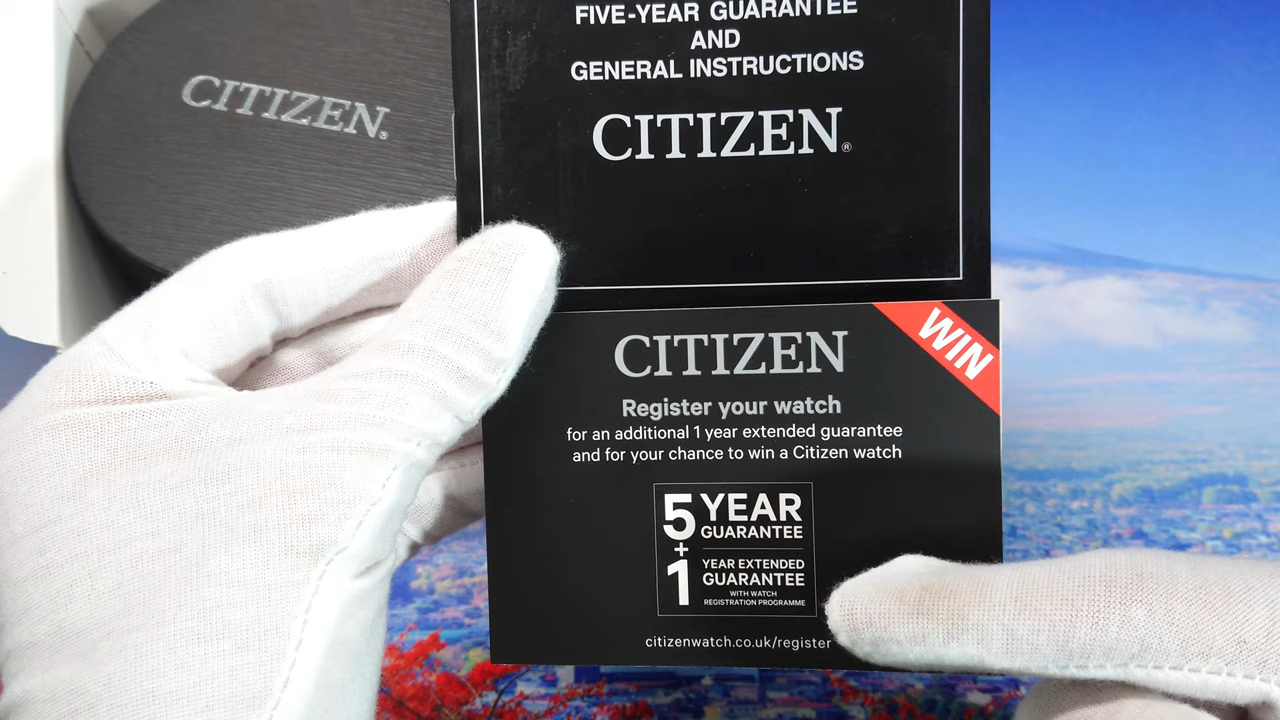 CITIZEN®
FIVE-YEAR GUARANTEE
AND
GENERAL INSTRUCTIONS
CITIZEN®
CITIZEN
WIN
Register your watch
for an additional 1 year extended guarantee
and for your chance to win a Citizen watch
5 YEAR
GUARANTEE
+
1 YEAR EXTENDED
GUARANTEE
WITH WATCH
REGISTRATION PROGRAMME
citizenwatch.co.uk/register